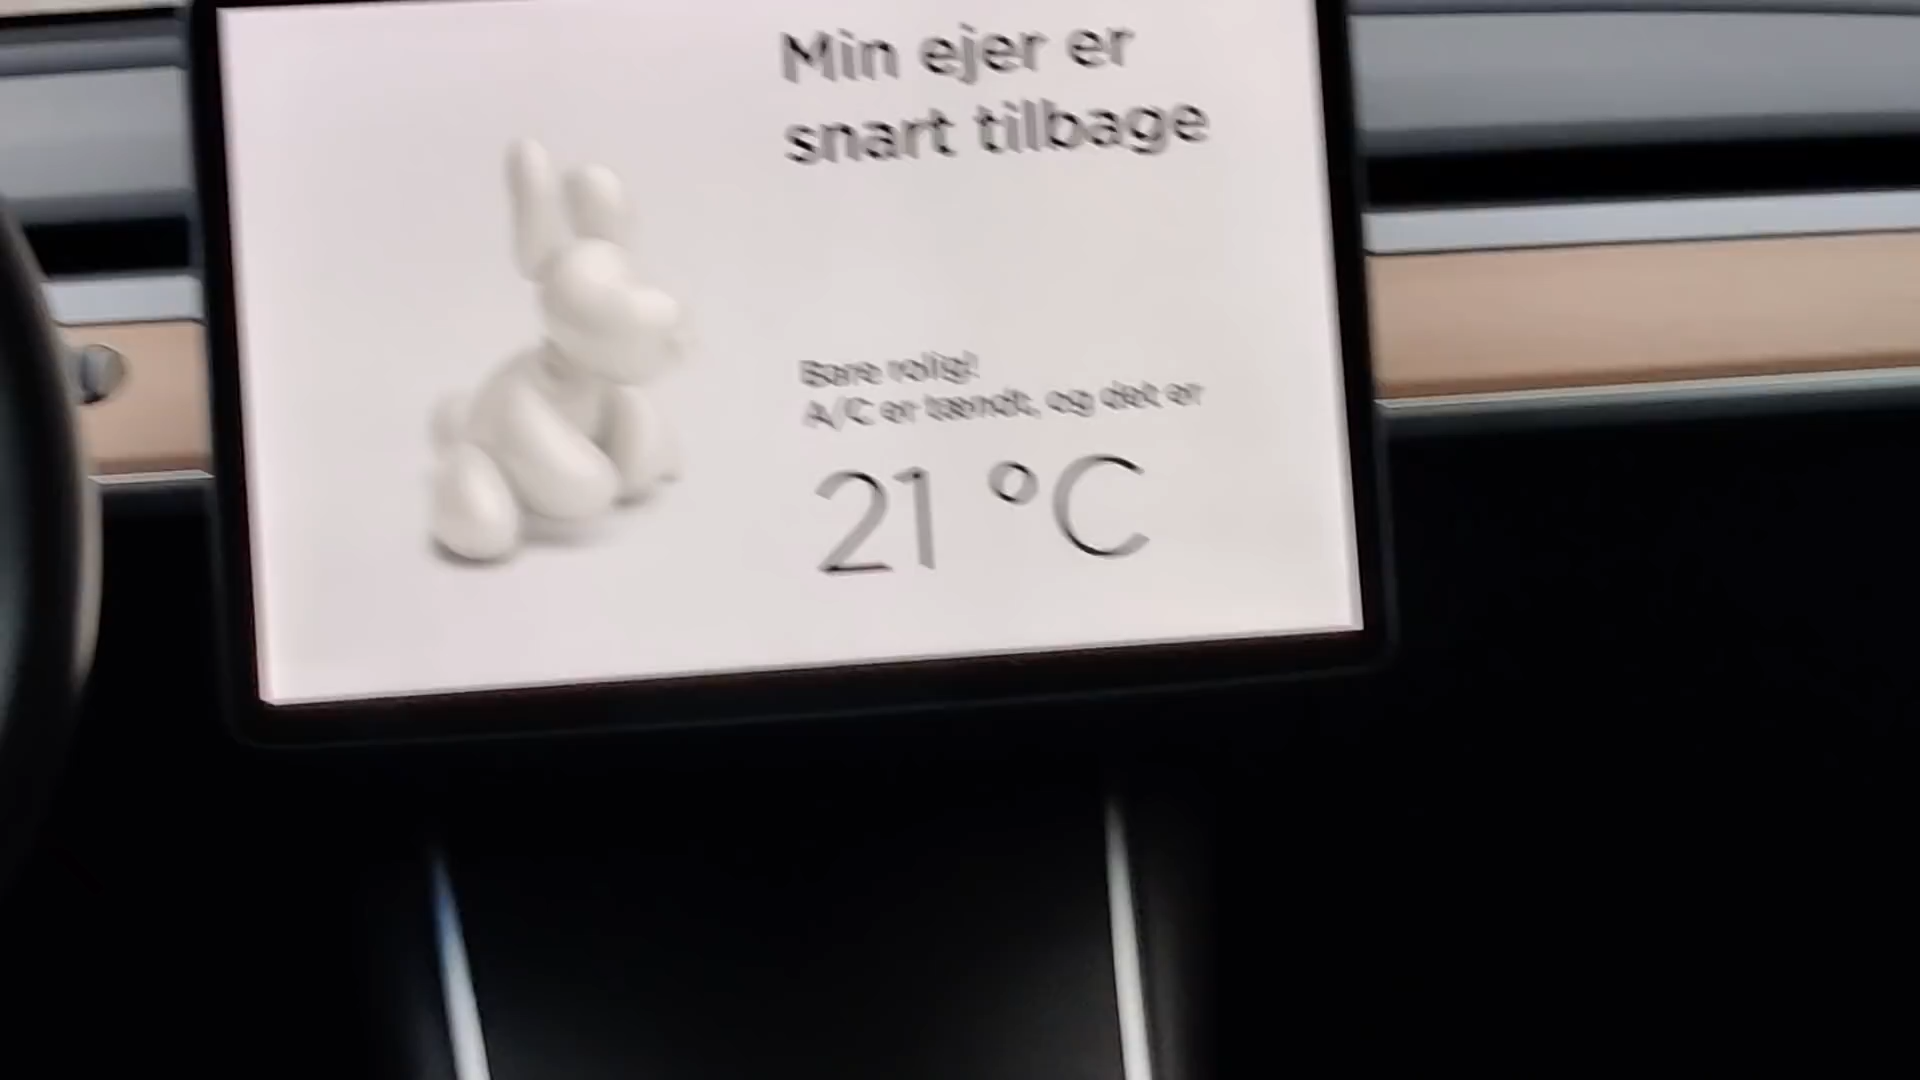 Min ejer er
snart tilbage
Bare rolig!
A/C er tændt, og det er
21 °C